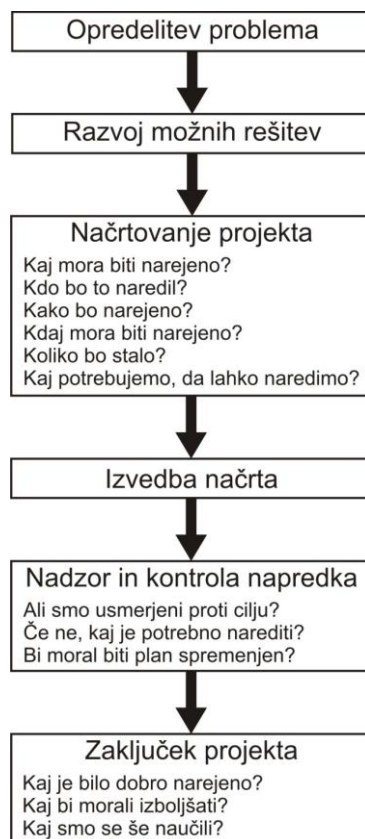 Opredelitev problema
Razvoj možnih rešitev
Načrtovanje projekta
Kaj mora biti narejeno?
Kdo bo to naredil?
Kako bo narejeno?
Kdaj mora biti narejeno?
Koliko bo stalo?
Kaj potrebujemo, da lahko naredimo?
Izvedba načrta
Nadzor in kontrola napredka
Ali smo usmerjeni proti cilju?
Če ne, kaj je potrebno narediti?
Bi moral biti plan spremenjen?
Zaključek projekta
Kaj je bilo dobro narejeno?
Kaj bi morali izboljšati?
Kaj smo se še naučili?